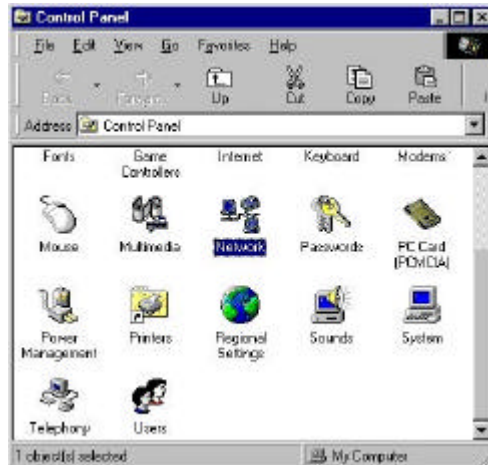 Control Panel
File Edit View Go Favorites Help
Back Forward Up Cut Copy Paste
Address Control Panel
Fonts Game Controllers Internet Keyboard Modems
Mouse Multimedia Network Passwords PC Card (PCMCIA)
Power Management Printers Regional Settings Sounds System
Telephony Users
1 object(s) selected My Computer